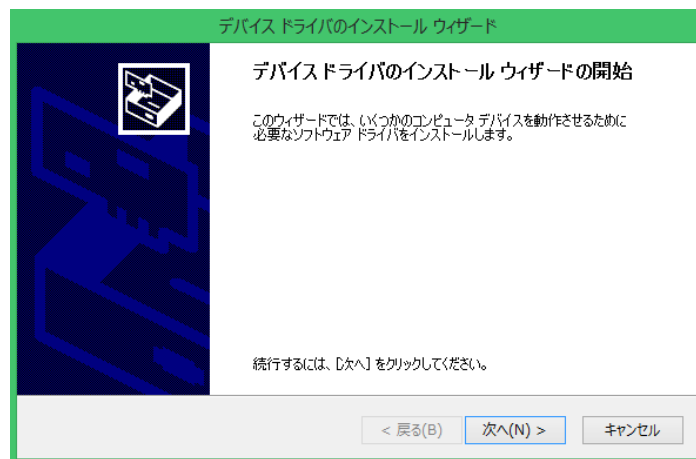 デバイス ドライバのインストール ウィザード
デバイス ドライバのインストール ウィザードの開始
このウィザードでは、いくつかのコンピュータ デバイスを動作させるために
必要なソフトウェア ドライバをインストールします。
続行するには、[次へ] をクリックしてください。
< 戻る(B) 次へ(N) > キャンセル